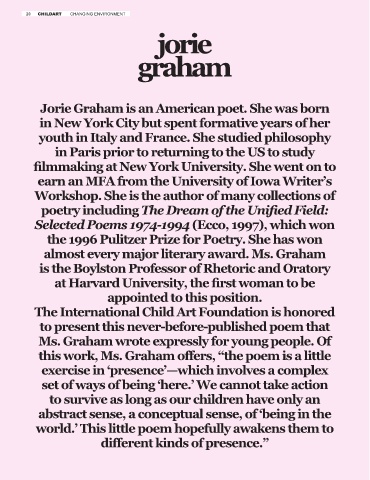 20 CHILDART CHANGING ENVIRONMENT
jorie
graham
Jorie Graham is an American poet. She was born
in New York City but spent formative years of her
youth in Italy and France. She studied philosophy
in Paris prior to returning to the US to study
filmmaking at New York University. She went on to
earn an MFA from the University of Iowa Writer's
Workshop. She is the author of many collections of
poetry including The Dream of the Unified Field:
Selected Poems 1974-1994 (Ecco, 1997), which won
the 1996 Pulitzer Prize for Poetry. She has won
almost every major literary award. Ms. Graham
is the Boylston Professor of Rhetoric and Oratory
at Harvard University, the first woman to be
appointed to this position.
The International Child Art Foundation is honored
to present this never-before-published poem that
Ms. Graham wrote expressly for young people. Of
this work, Ms. Graham offers, “the poem is a little
exercise in ‘presence’—which involves a complex
set of ways of being ‘here.’ We cannot take action
to survive as long as our children have only an
abstract sense, a conceptual sense, of ‘being in the
world.’ This little poem hopefully awakens them to
different kinds of presence.”